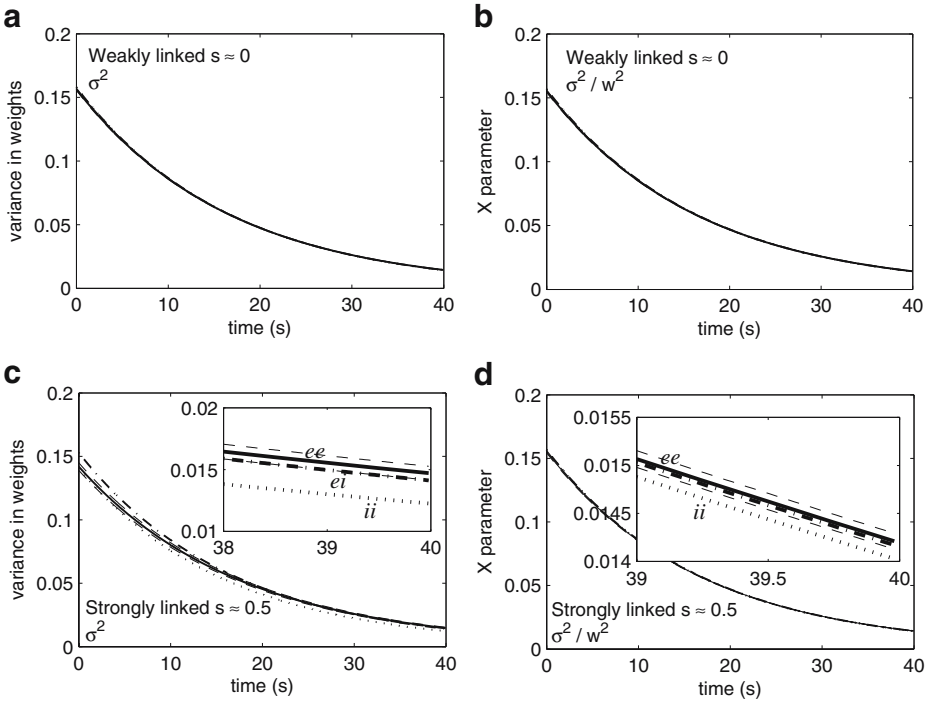 a
Weakly linked s ≈ 0
σ²
variance in weights
0.2
0.15
0.1
0.05
0
0 10 20 30 40
time (s)
b
Weakly linked s ≈ 0
σ² / w²
X parameter
0.2
0.15
0.1
0.05
0
0 10 20 30 40
time (s)
c
variance in weights
0.2
0.15
0.1
0.05
0
0.02
0.015
0.01
ee
ei
ii
38 39 40
Strongly linked s ≈ 0.5
σ²
0 10 20 30 40
time (s)
d
X parameter
0.2
0.15
0.1
0.05
0
0.0155
0.015
0.0145
0.014
ee
ii
39 39.5 40
Strongly linked s ≈ 0.5
σ² / w²
0 10 20 30 40
time (s)